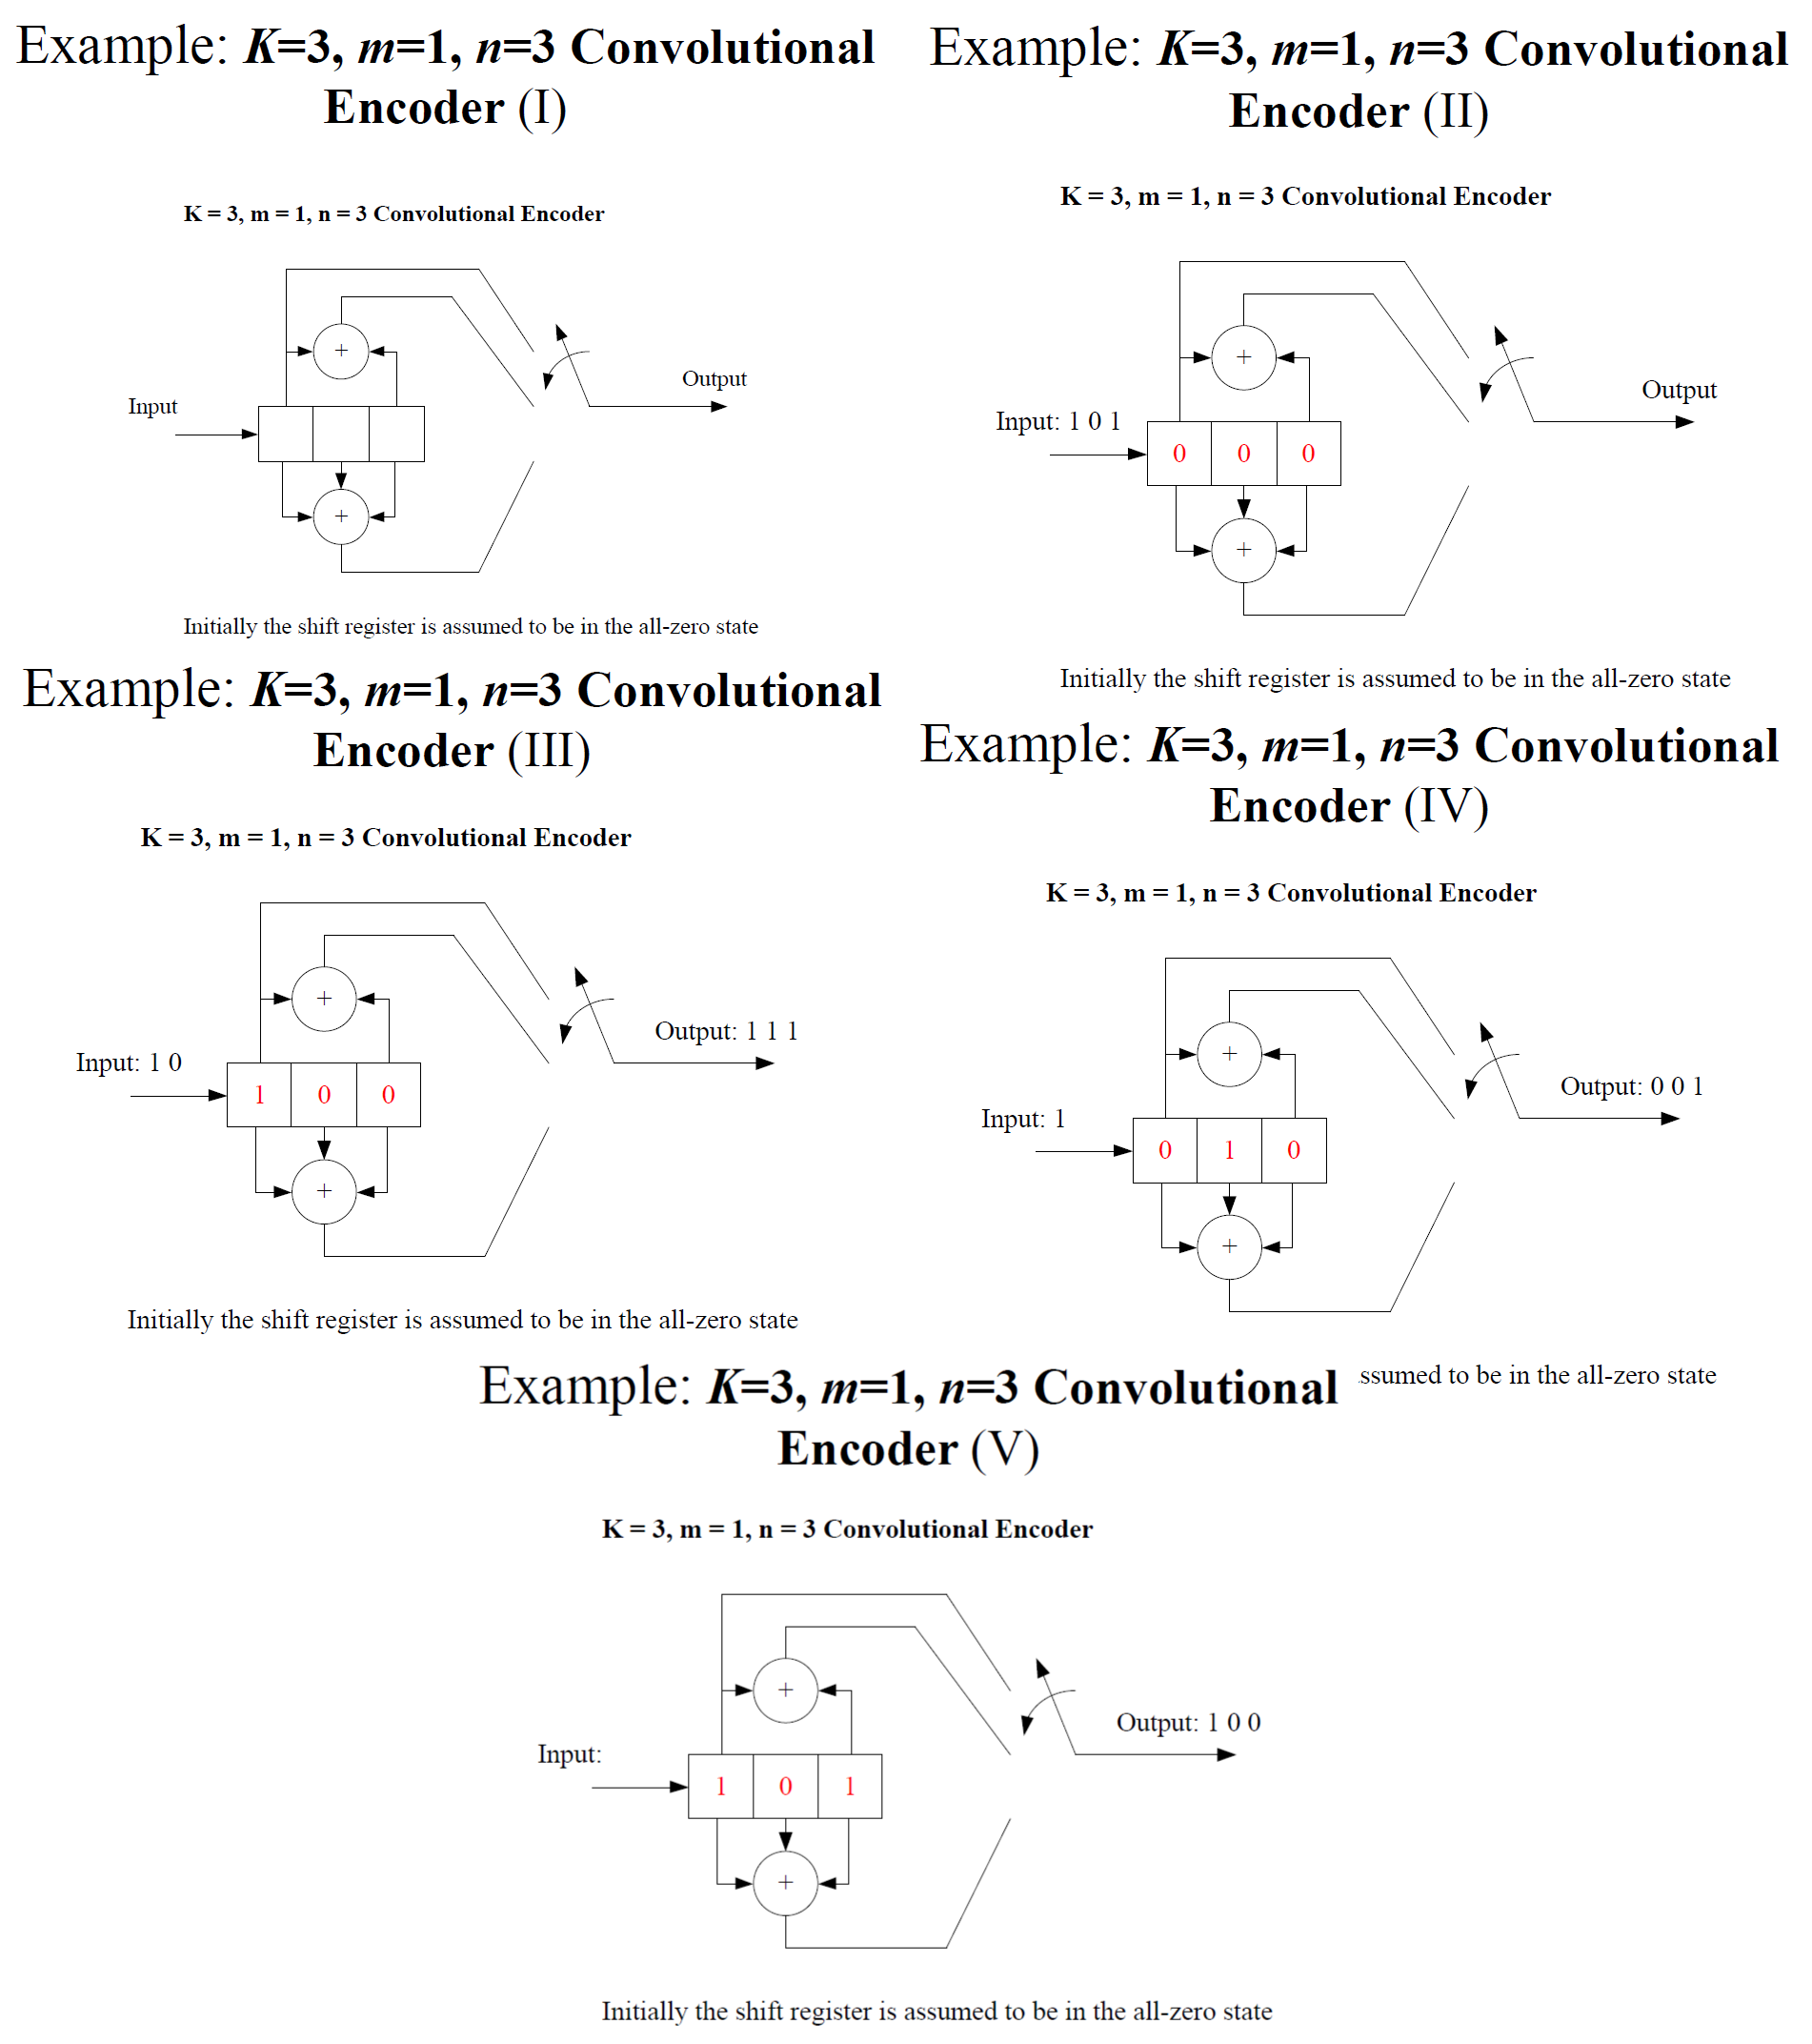 Example: K=3, m=1, n=3 Convolutional
Encoder (I)
K = 3, m = 1, n = 3 Convolutional Encoder
+
Output
Input
+
Initially the shift register is assumed to be in the all-zero state
Example: K=3, m=1, n=3 Convolutional
Encoder (II)
K = 3, m = 1, n = 3 Convolutional Encoder
+
Output
Input: 1 0 1
0 0 0
+
Initially the shift register is assumed to be in the all-zero state
Example: K=3, m=1, n=3 Convolutional
Encoder (III)
K = 3, m = 1, n = 3 Convolutional Encoder
+
Output: 1 1 1
Input: 1 0
1 0 0
+
Initially the shift register is assumed to be in the all-zero state
Example: K=3, m=1, n=3 Convolutional
Encoder (IV)
K = 3, m = 1, n = 3 Convolutional Encoder
+
Output: 0 0 1
Input: 1
0 1 0
+
ssumed to be in the all-zero state
Example: K=3, m=1, n=3 Convolutional
Encoder (V)
K = 3, m = 1, n = 3 Convolutional Encoder
+
Output: 1 0 0
Input:
1 0 1
+
Initially the shift register is assumed to be in the all-zero state